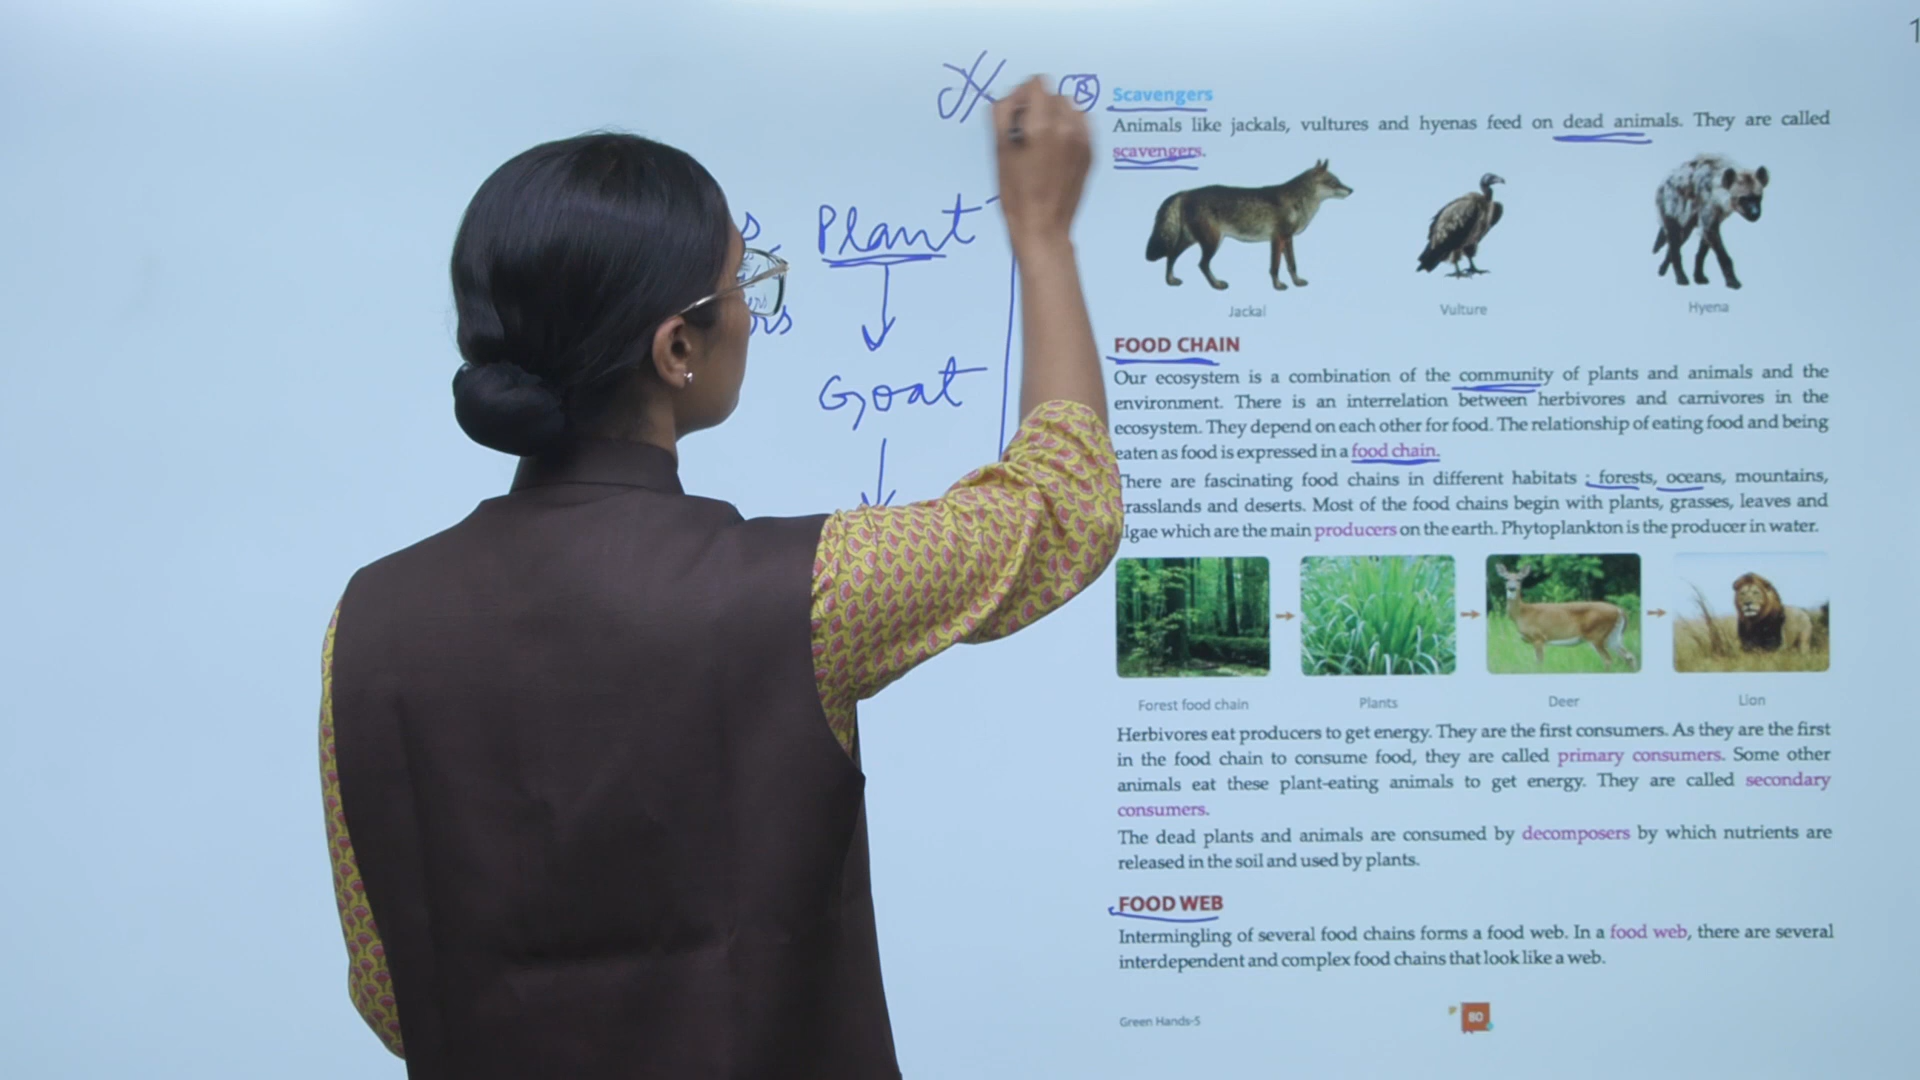 1
B
Scavengers
Animals like jackals, vultures and hyenas feed on dead animals. They are called
scavengers.
Jackal
Vulture
Hyena
Plant
Goat
FOOD CHAIN
Our ecosystem is a combination of the community of plants and animals and the
environment. There is an interrelation between herbivores and carnivores in the
ecosystem. They depend on each other for food. The relationship of eating food and being
eaten as food is expressed in a food chain.
There are fascinating food chains in different habitats : forests, oceans, mountains,
rasslands and deserts. Most of the food chains begin with plants, grasses, leaves and
lgae which are the main producers on the earth. Phytoplankton is the producer in water.
Forest food chain
Plants
Deer
Lion
Herbivores eat producers to get energy. They are the first consumers. As they are the first
in the food chain to consume food, they are called primary consumers. Some other
animals eat these plant-eating animals to get energy. They are called secondary
consumers.
The dead plants and animals are consumed by decomposers by which nutrients are
released in the soil and used by plants.
FOOD WEB
Intermingling of several food chains forms a food web. In a food web, there are several
interdependent and complex food chains that look like a web.
Green Hands-5
80